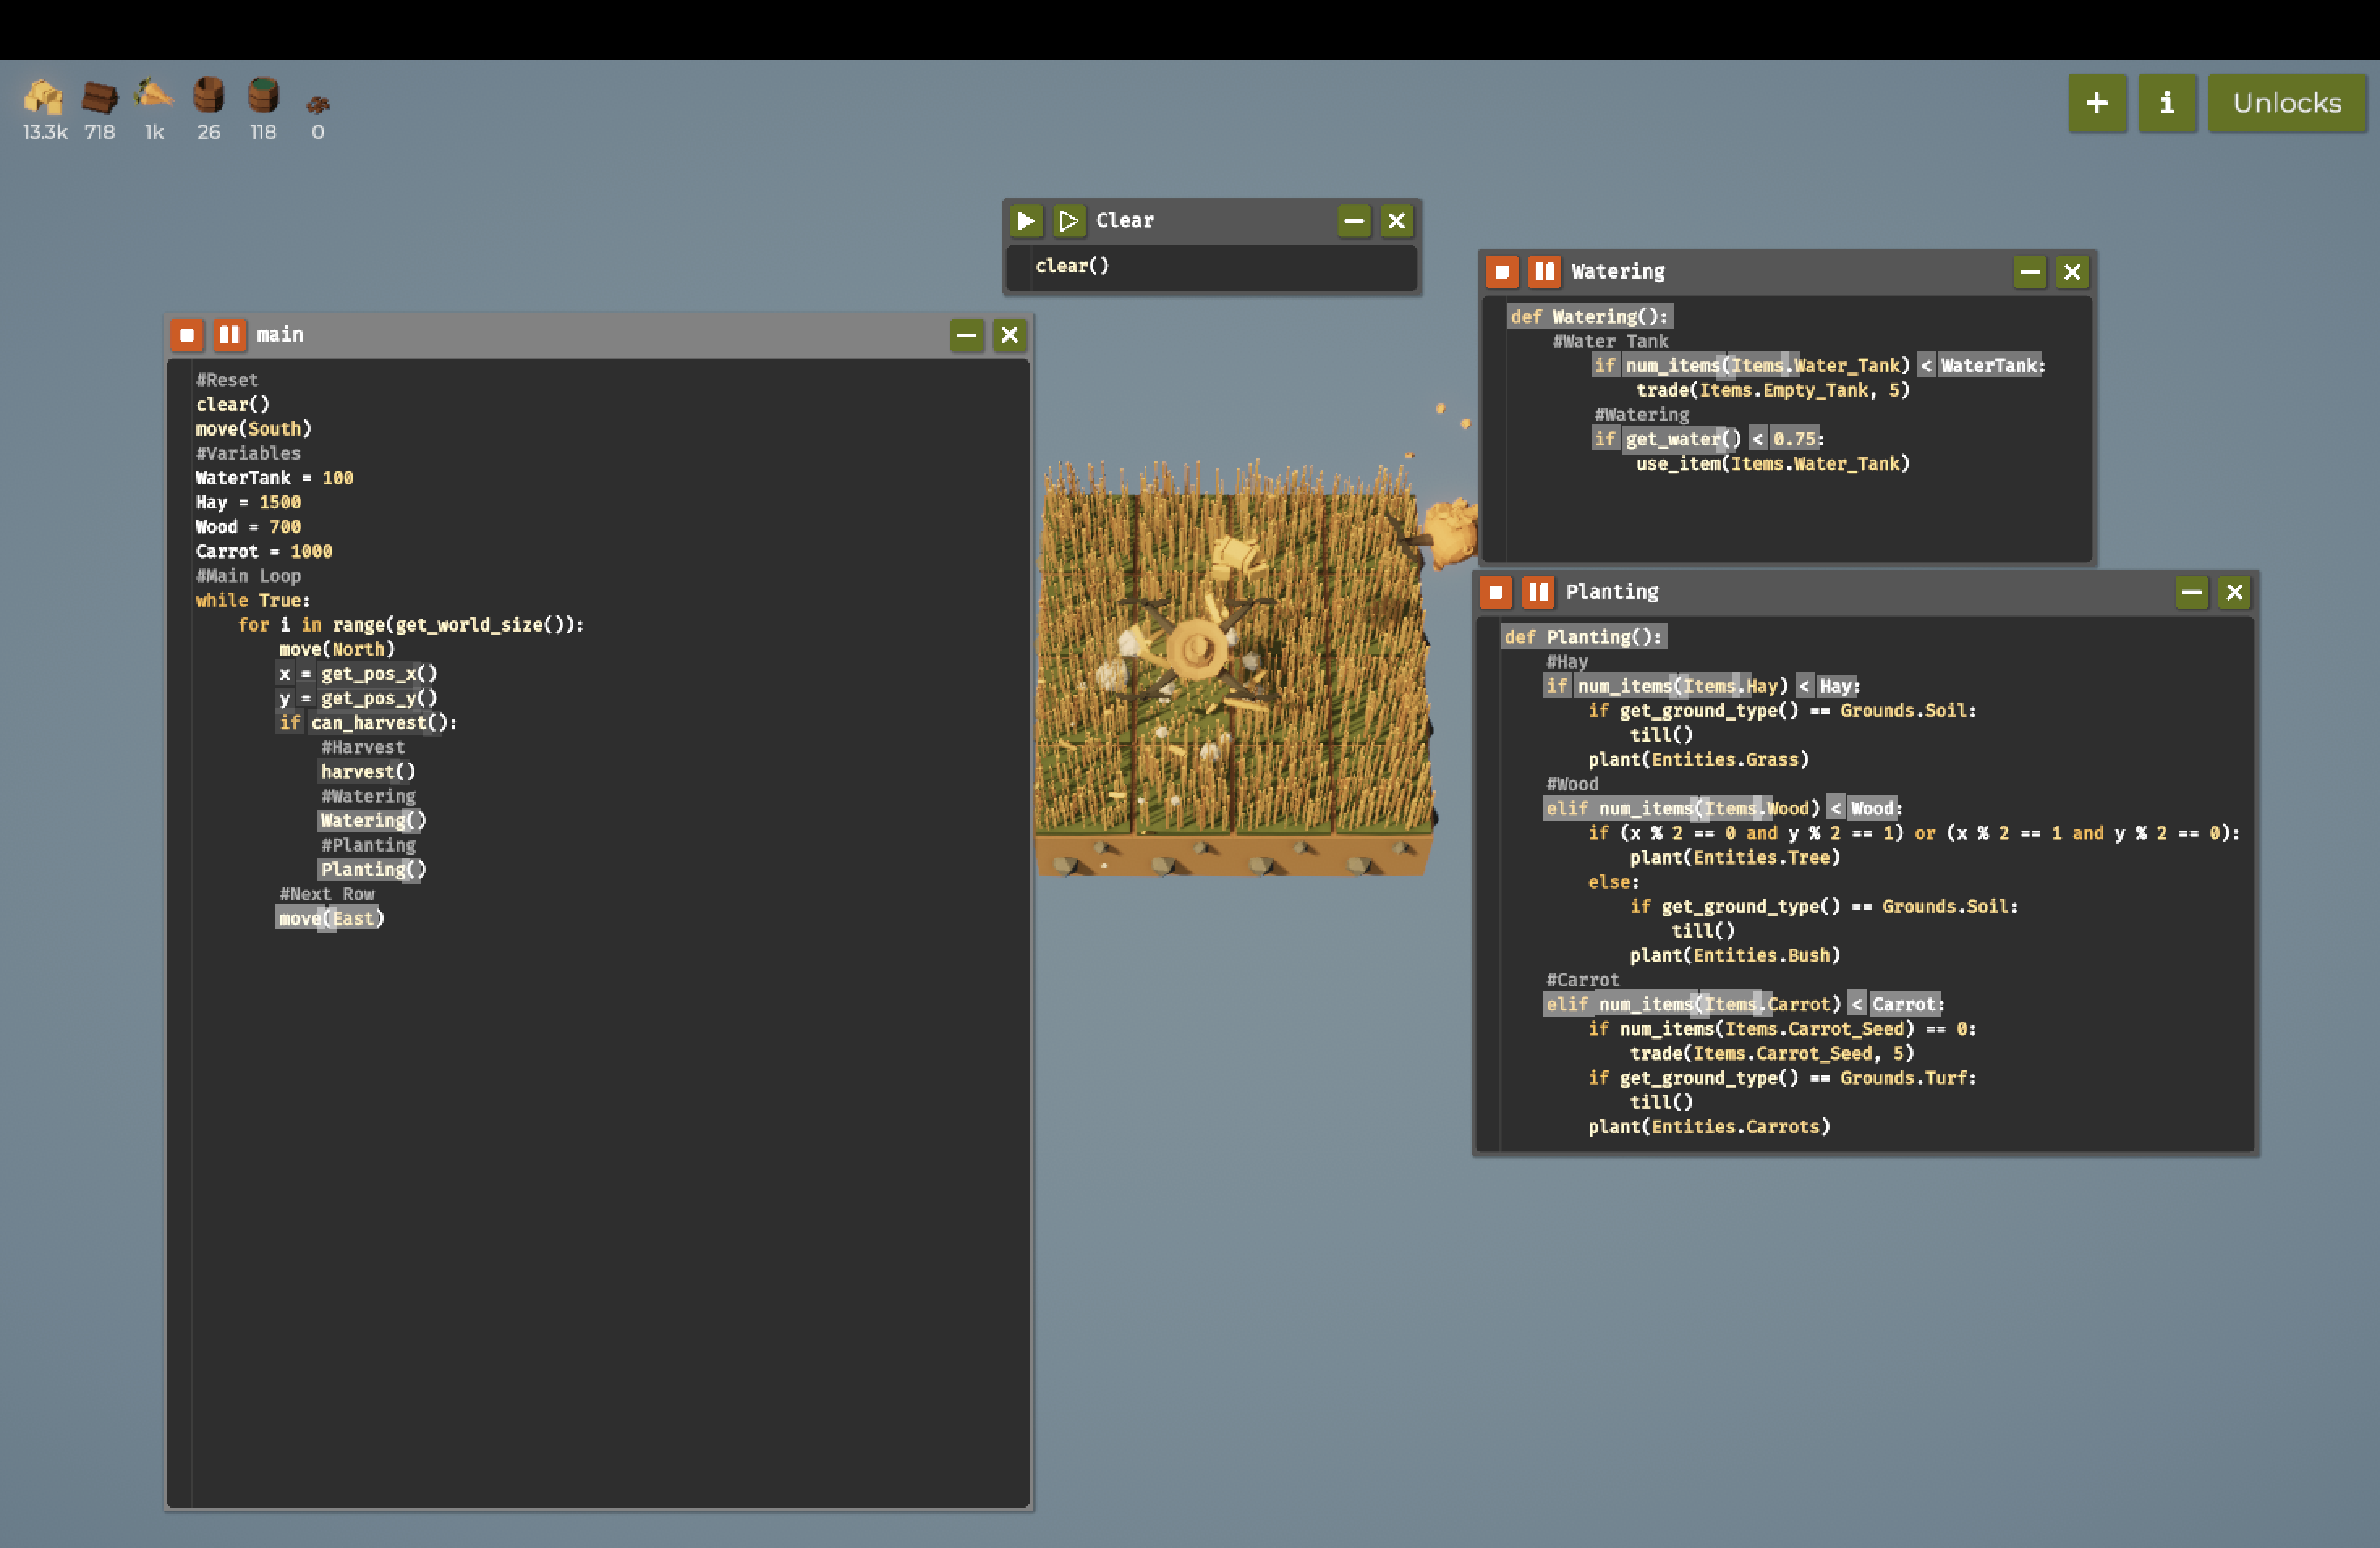 13.3k 718 1k 26 118 0
+ i Unlocks
Clear
clear()
main
#Reset
clear()
move(South)
#Variables
WaterTank = 100
Hay = 1500
Wood = 700
Carrot = 1000
#Main Loop
while True:
for i in range(get_world_size()):
move(North)
x = get_pos_x()
y = get_pos_y()
if can_harvest():
#Harvest
harvest()
#Watering
Watering()
#Planting
Planting()
#Next Row
move(East)
Watering
def Watering():
#Water Tank
if num_items(Items.Water_Tank) < WaterTank:
trade(Items.Empty_Tank, 5)
#Watering
if get_water() < 0.75:
use_item(Items.Water_Tank)
Planting
def Planting():
#Hay
if num_items(Items.Hay) < Hay:
if get_ground_type() == Grounds.Soil:
till()
plant(Entities.Grass)
#Wood
elif num_items(Items.Wood) < Wood:
if (x % 2 == 0 and y % 2 == 1) or (x % 2 == 1 and y % 2 == 0):
plant(Entities.Tree)
else:
if get_ground_type() == Grounds.Soil:
till()
plant(Entities.Bush)
#Carrot
elif num_items(Items.Carrot) < Carrot:
if num_items(Items.Carrot_Seed) == 0:
trade(Items.Carrot_Seed, 5)
if get_ground_type() == Grounds.Turf:
till()
plant(Entities.Carrots)